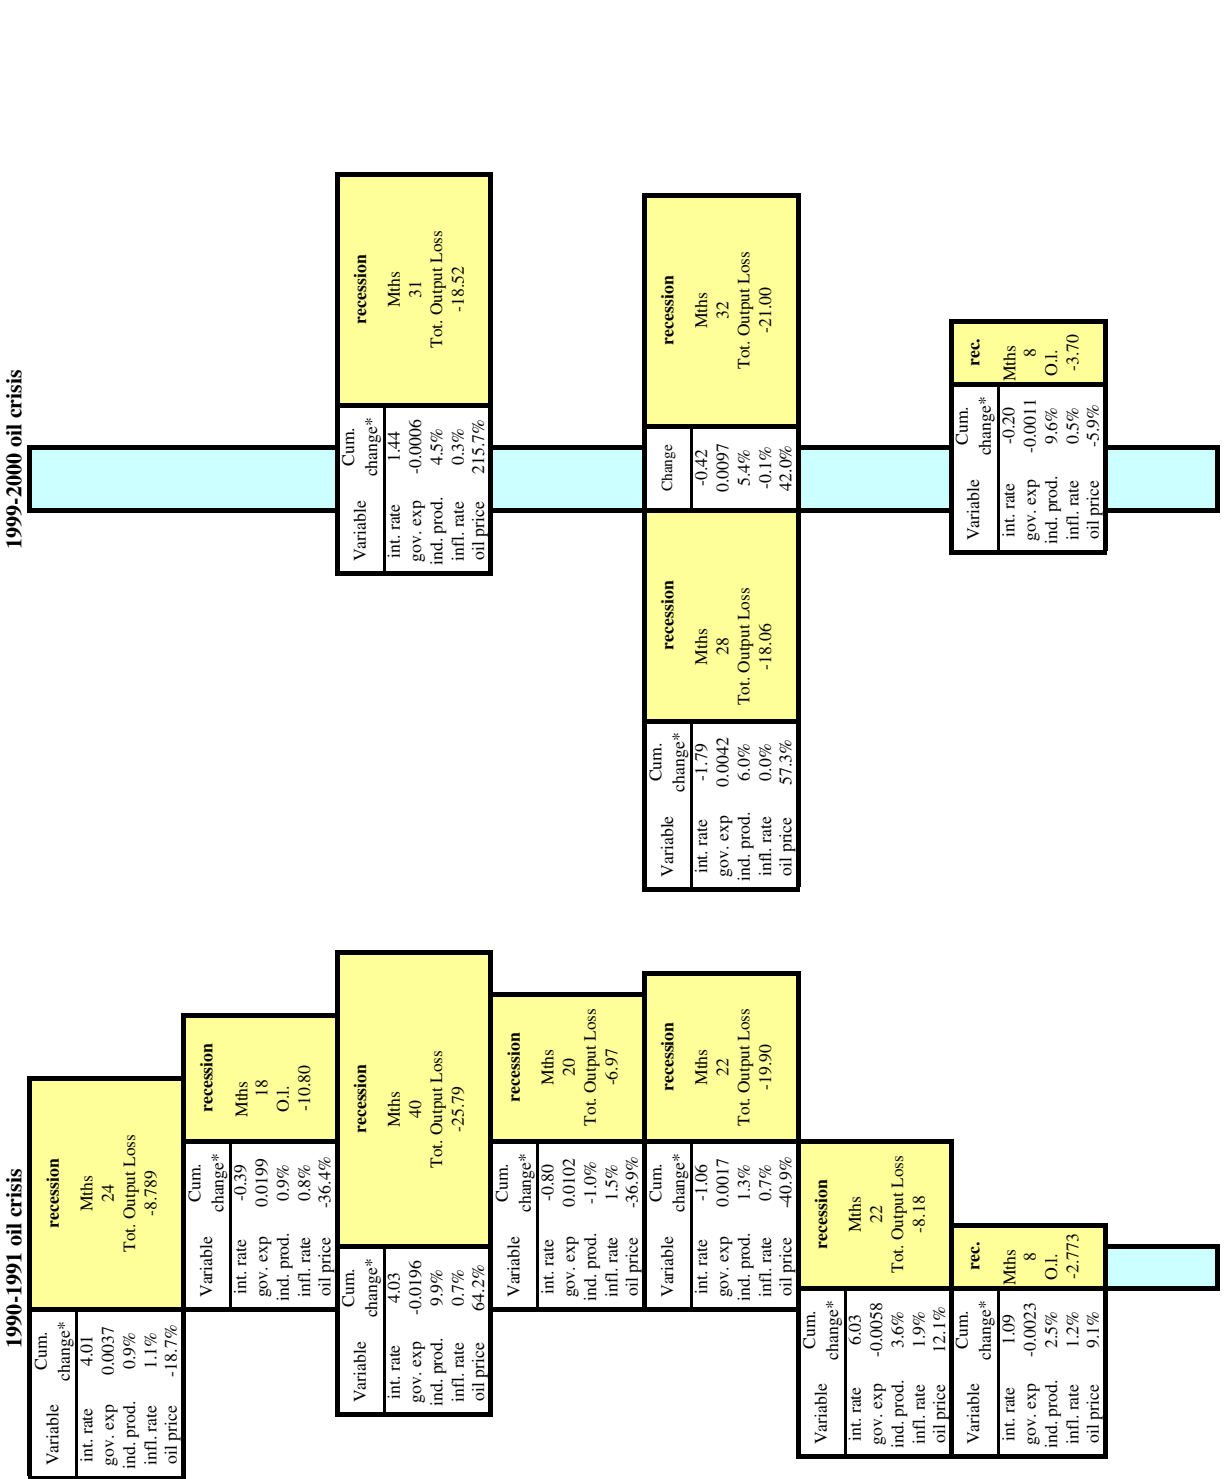 1990-1991 oil crisis
Variable Cum. change*
int. rate 4.01
gov. exp 0.0037
ind. prod. 0.9%
infl. rate 1.1%
oil price -18.7%
recession
Mths
24
Tot. Output Loss
-8.789
Variable Cum. change*
int. rate -0.39
gov. exp 0.0199
ind. prod. 0.9%
infl. rate 0.8%
oil price -36.4%
recession
Mths
18
O.l.
-10.80
Variable Cum. change*
int. rate 4.03
gov. exp -0.0196
ind. prod. 9.9%
infl. rate 0.7%
oil price 64.2%
recession
Mths
40
Tot. Output Loss
-25.79
Variable Cum. change*
int. rate -0.80
gov. exp 0.0102
ind. prod. -1.0%
infl. rate 1.5%
oil price -36.9%
recession
Mths
20
Tot. Output Loss
-6.97
Variable Cum. change*
int. rate -1.06
gov. exp 0.0017
ind. prod. 1.3%
infl. rate 0.7%
oil price -40.9%
recession
Mths
22
Tot. Output Loss
-19.90
Variable Cum. change*
int. rate 6.03
gov. exp -0.0058
ind. prod. 3.6%
infl. rate 1.9%
oil price 12.1%
recession
Mths
22
Tot. Output Loss
-8.18
Variable Cum. change*
int. rate 1.09
gov. exp -0.0023
ind. prod. 2.5%
infl. rate 1.2%
oil price 9.1%
rec.
Mths
8
O.l.
-2.773
1999-2000 oil crisis
Variable Cum. change*
int. rate 1.44
gov. exp -0.0006
ind. prod. 4.5%
infl. rate 0.3%
oil price 215.7%
recession
Mths
31
Tot. Output Loss
-18.52
Variable Cum. change*
int. rate -1.79
gov. exp 0.0042
ind. prod. 6.0%
infl. rate 0.0%
oil price 57.3%
recession
Mths
28
Tot. Output Loss
-18.06
Change
-0.42
0.0097
5.4%
-0.1%
42.0%
recession
Mths
32
Tot. Output Loss
-21.00
Variable Cum. change*
int. rate -0.20
gov. exp -0.0011
ind. prod. 9.6%
infl. rate 0.5%
oil price -5.9%
rec.
Mths
8
O.l.
-3.70